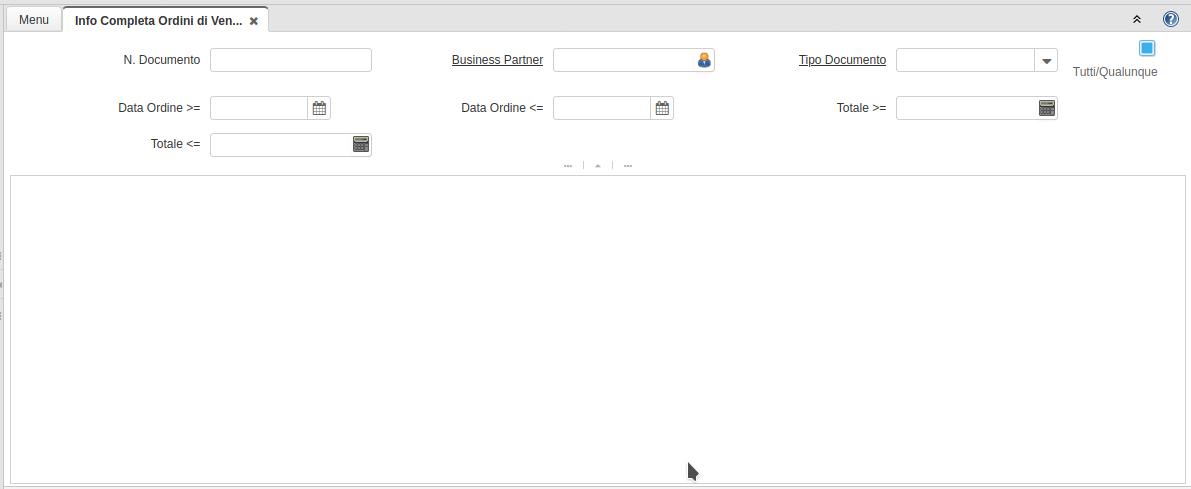 Menu
Info Completa Ordini di Ven...
N. Documento
Business Partner
Tipo Documento
Tutti/Qualunque
Data Ordine >=
Data Ordine <=
Totale >=
Totale <=